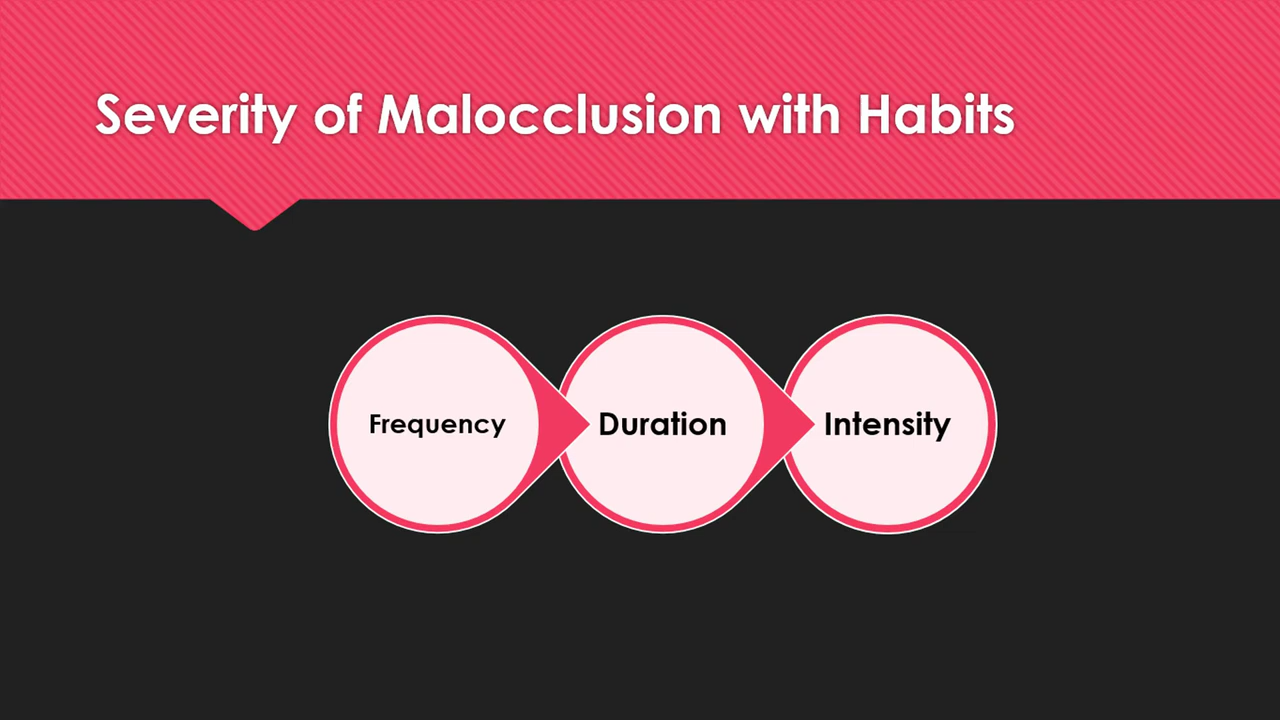 Severity of Malocclusion with Habits
Frequency
Duration
Intensity